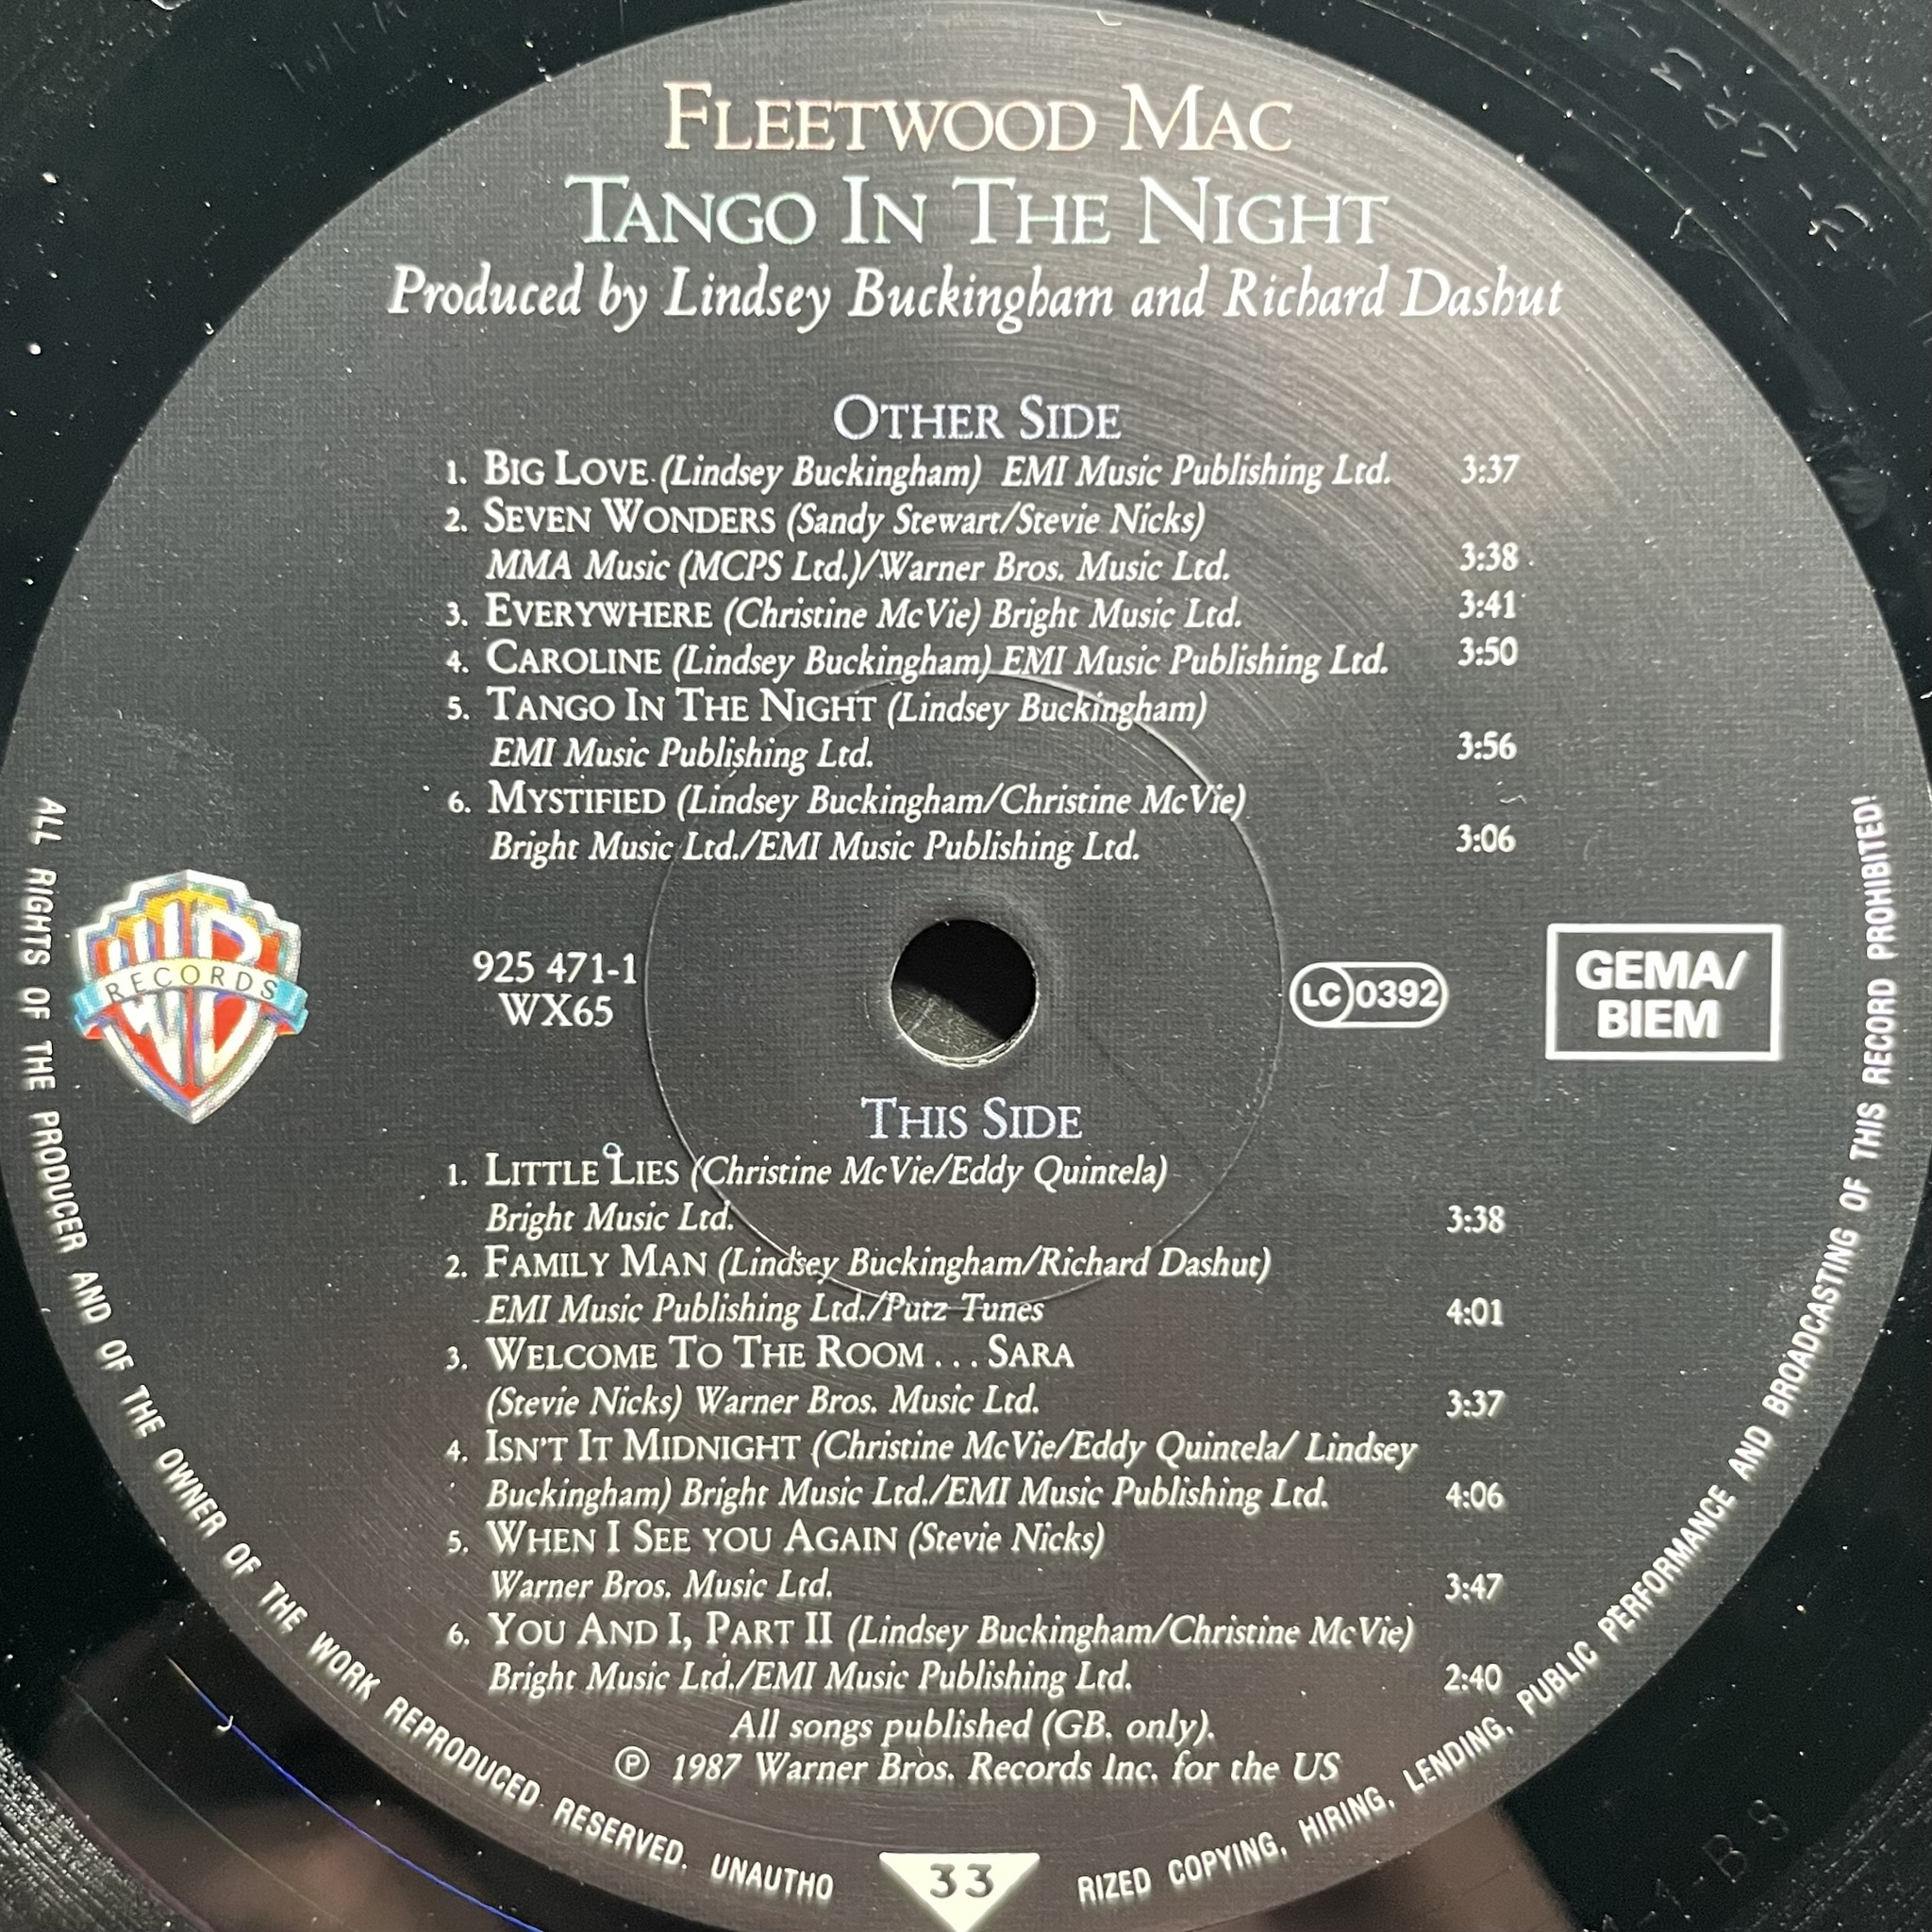 FLEETWOOD MAC
TANGO IN THE NIGHT
Produced by Lindsey Buckingham and Richard Dashut
OTHER SIDE
1. BIG LOVE (Lindsey Buckingham) EMI Music Publishing Ltd. 3:37
2. SEVEN WONDERS (Sandy Stewart/Stevie Nicks)
MMA Music (MCPS Ltd.)/Warner Bros. Music Ltd. 3:38
3. EVERYWHERE (Christine McVie) Bright Music Ltd. 3:41
4. CAROLINE (Lindsey Buckingham) EMI Music Publishing Ltd. 3:50
5. TANGO IN THE NIGHT (Lindsey Buckingham)
EMI Music Publishing Ltd. 3:56
6. MYSTIFIED (Lindsey Buckingham/Christine McVie)
Bright Music Ltd./EMI Music Publishing Ltd. 3:06
WB
RECORDS
925 471-1
WX65
LC 0392
GEMA/
BIEM
THIS SIDE
1. LITTLE LIES (Christine McVie/Eddy Quintela)
Bright Music Ltd. 3:38
2. FAMILY MAN (Lindsey Buckingham/Richard Dashut)
EMI Music Publishing Ltd./Putz Tunes 4:01
3. WELCOME TO THE ROOM ... SARA
(Stevie Nicks) Warner Bros. Music Ltd. 3:37
4. ISN'T IT MIDNIGHT (Christine McVie/Eddy Quintela/ Lindsey
Buckingham) Bright Music Ltd./EMI Music Publishing Ltd. 4:06
5. WHEN I SEE YOU AGAIN (Stevie Nicks)
Warner Bros. Music Ltd. 3:47
6. YOU AND I, PART II (Lindsey Buckingham/Christine McVie)
Bright Music Ltd./EMI Music Publishing Ltd. 2:40
All songs published (GB. only).
℗ 1987 Warner Bros. Records Inc. for the US
ALL RIGHTS OF THE PRODUCER AND OF THE OWNER OF THE WORK REPRODUCED RESERVED. UNAUTHO
33
RIZED COPYING, HIRING, LENDING, PUBLIC PERFORMANCE AND BROADCASTING OF THIS RECORD PROHIBITED!